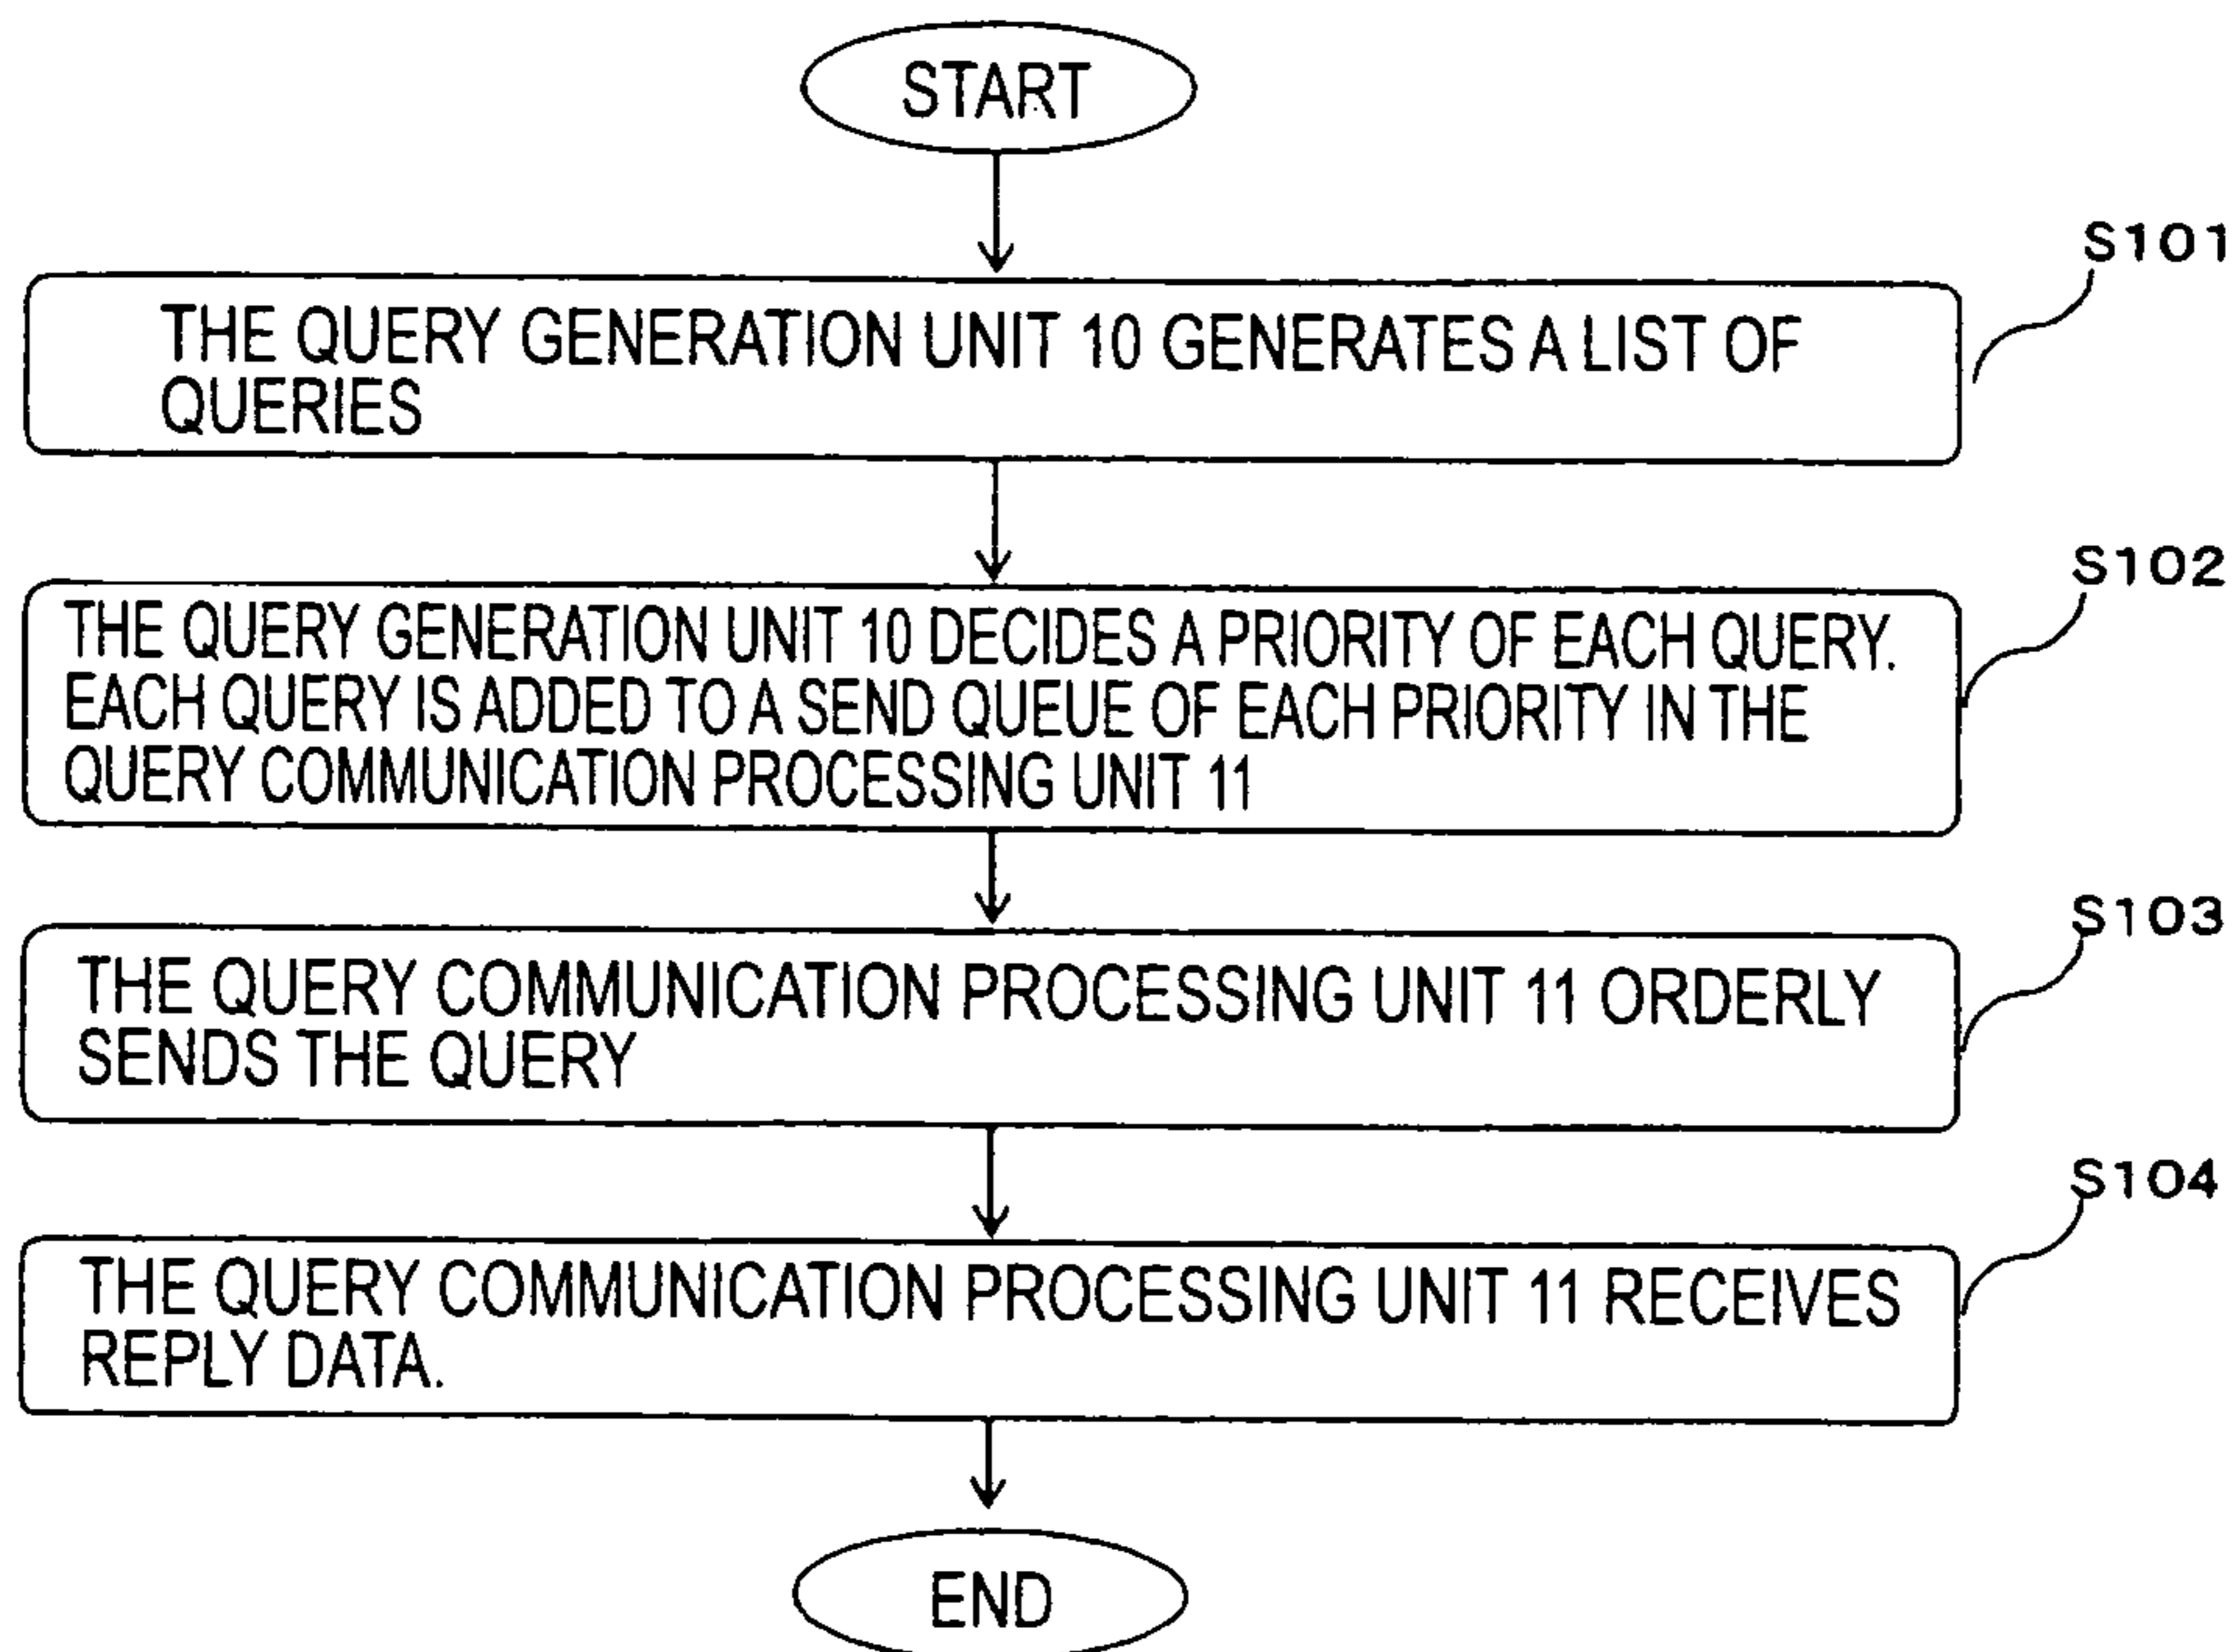 START
S101
THE QUERY GENERATION UNIT 10 GENERATES A LIST OF
QUERIES
S102
THE QUERY GENERATION UNIT 10 DECIDES A PRIORITY OF EACH QUERY.
EACH QUERY IS ADDED TO A SEND QUEUE OF EACH PRIORITY IN THE
QUERY COMMUNICATION PROCESSING UNIT 11
S103
THE QUERY COMMUNICATION PROCESSING UNIT 11 ORDERLY
SENDS THE QUERY
S104
THE QUERY COMMUNICATION PROCESSING UNIT 11 RECEIVES
REPLY DATA.
END